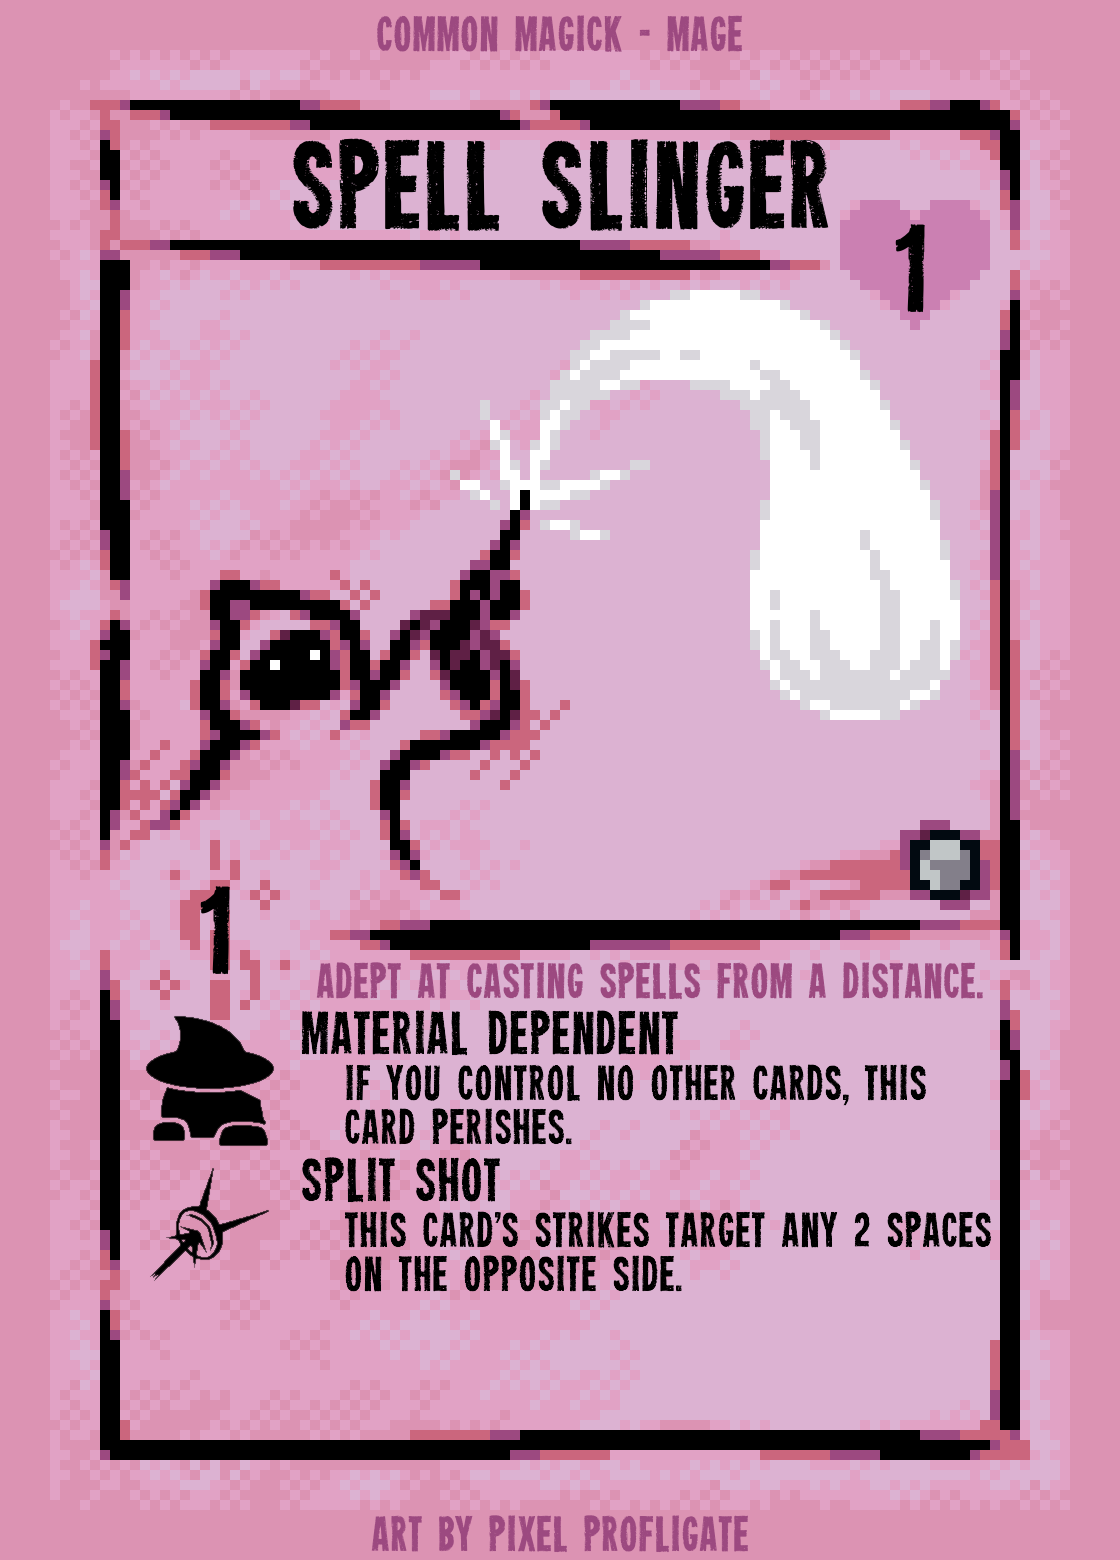 COMMON MAGICK - MAGE
SPELL SLINGER
1
1
ADEPT AT CASTING SPELLS FROM A DISTANCE.
MATERIAL DEPENDENT
IF YOU CONTROL NO OTHER CARDS, THIS
CARD PERISHES.
SPLIT SHOT
THIS CARD'S STRIKES TARGET ANY 2 SPACES
ON THE OPPOSITE SIDE.
ART BY PIXEL PROFLIGATE